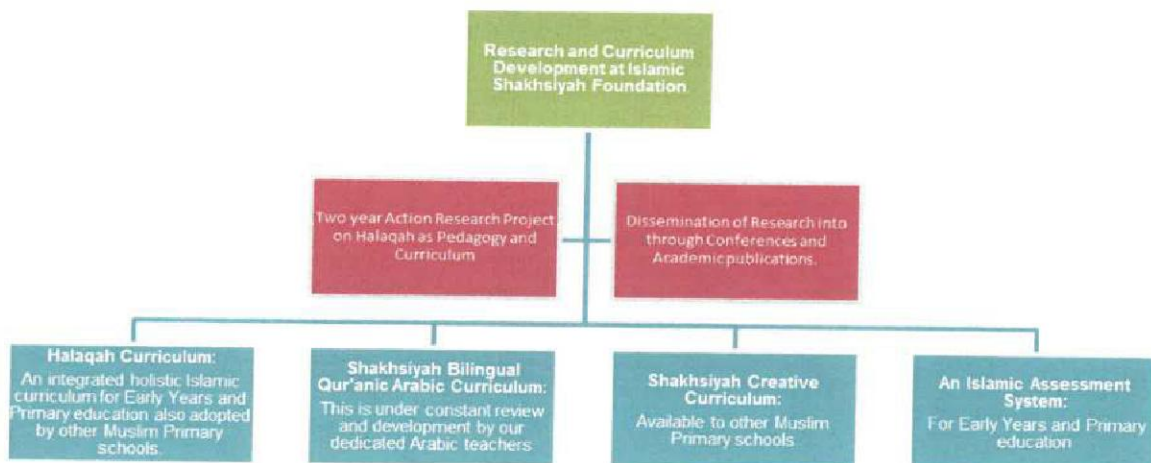 Research and Curriculum
Development at Islamic
Shakhsiyah Foundation
Two year Action Research Project
on Halaqah as Pedagogy and
Curriculum
Dissemination of Research into
through Conferences and
Academic publications.
Halaqah Curriculum:
An integrated holistic Islamic
curriculum for Early Years and
Primary education also adopted
by other Muslim Primary
schools.
Shakhsiyah Bilingual
Qur'anic Arabic Curriculum:
This is under constant review
and development by our
dedicated Arabic teachers
Shakhsiyah Creative
Curriculum:
Available to other Muslim
Primary schools
An Islamic Assessment
System:
For Early Years and Primary
education